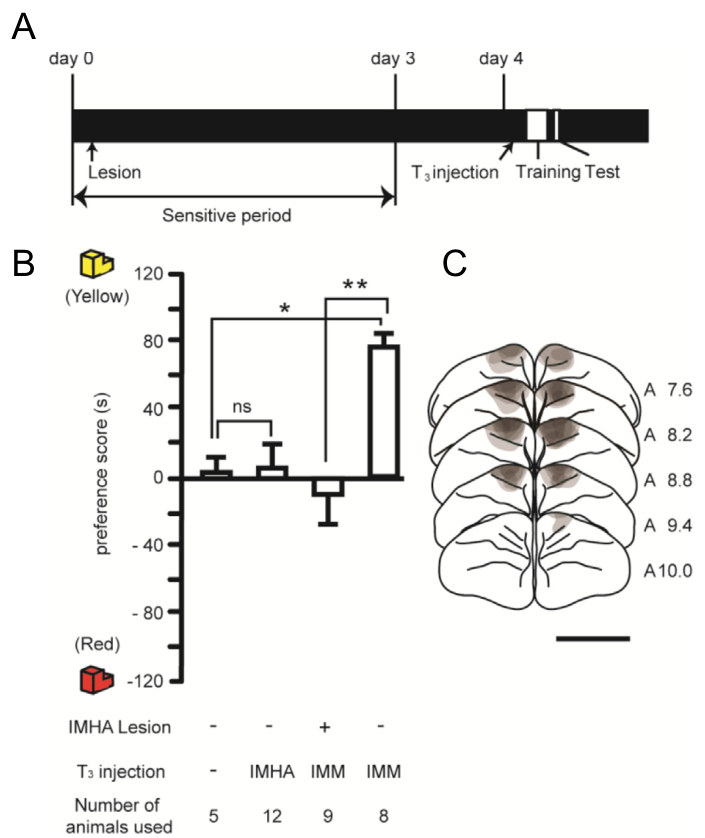 A
day 0
day 3
day 4
Lesion
T3 injection
Training Test
Sensitive period
B
C
(Yellow)
120
80
40
0
- 40
- 80
-120
preference score (s)
*
**
ns
(Red)
A 7.6
A 8.2
A 8.8
A 9.4
A 10.0
IMHA Lesion - - + -
T3 injection - IMHA IMM IMM
Number of
animals used 5 12 9 8